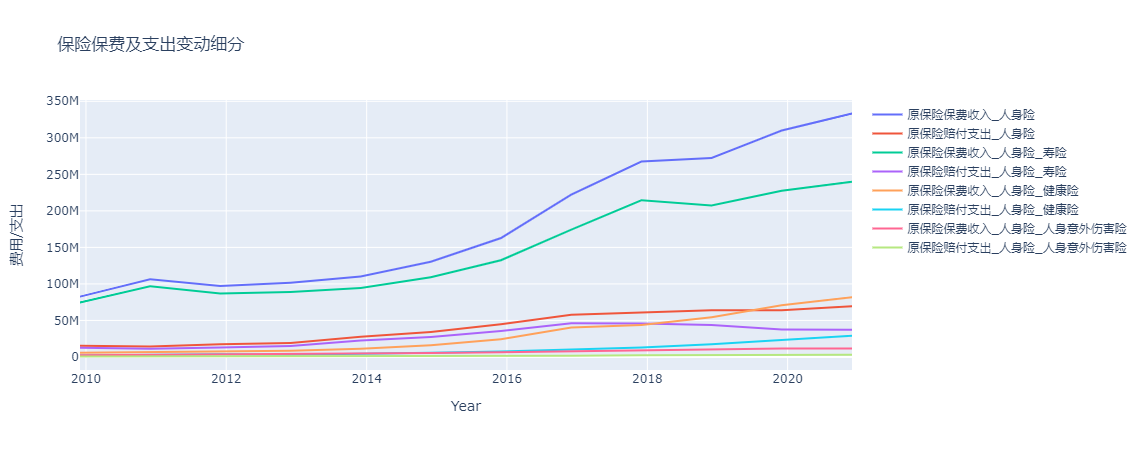 保险保费及支出变动细分
350M
300M
250M
200M
150M
100M
50M
0
费用/支出
2010
2012
2014
2016
2018
2020
Year
原保险保费收入_人身险
原保险赔付支出_人身险
原保险保费收入_人身险_寿险
原保险赔付支出_人身险_寿险
原保险保费收入_人身险_健康险
原保险赔付支出_人身险_健康险
原保险保费收入_人身险_人身意外伤害险
原保险赔付支出_人身险_人身意外伤害险